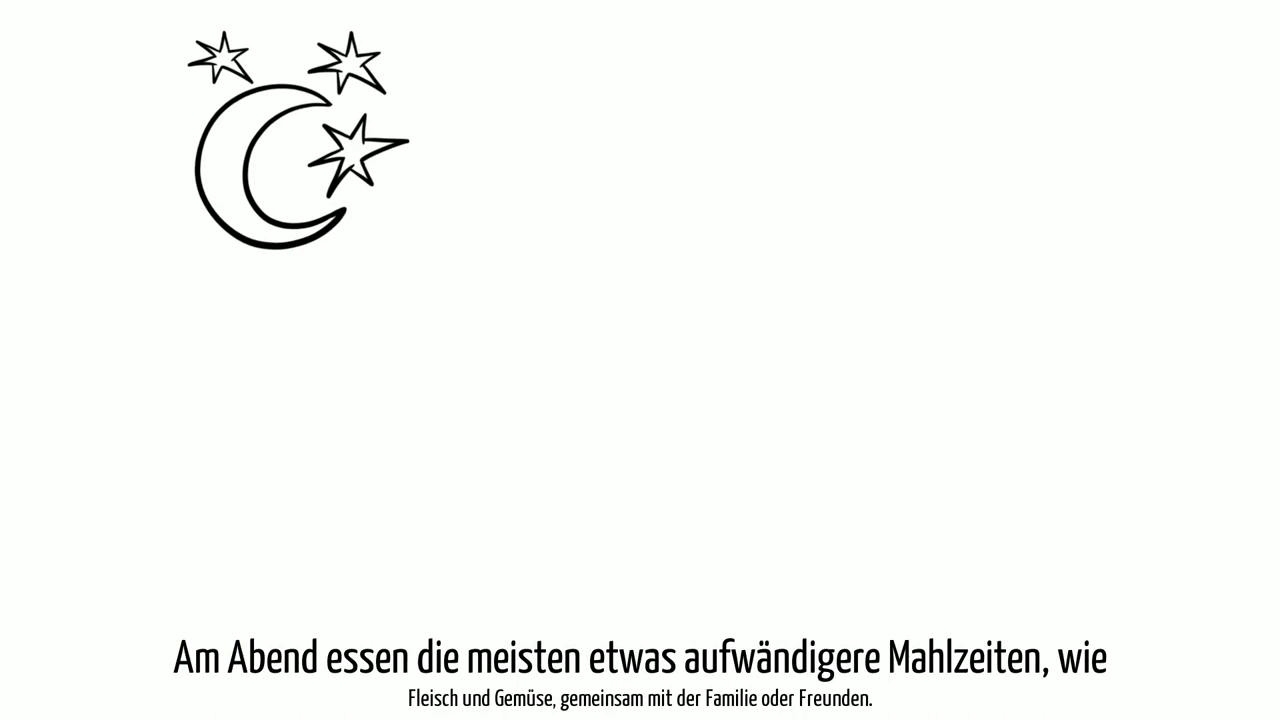 Am Abend essen die meisten etwas aufwändigere Mahlzeiten, wie
Fleisch und Gemüse, gemeinsam mit der Familie oder Freunden.